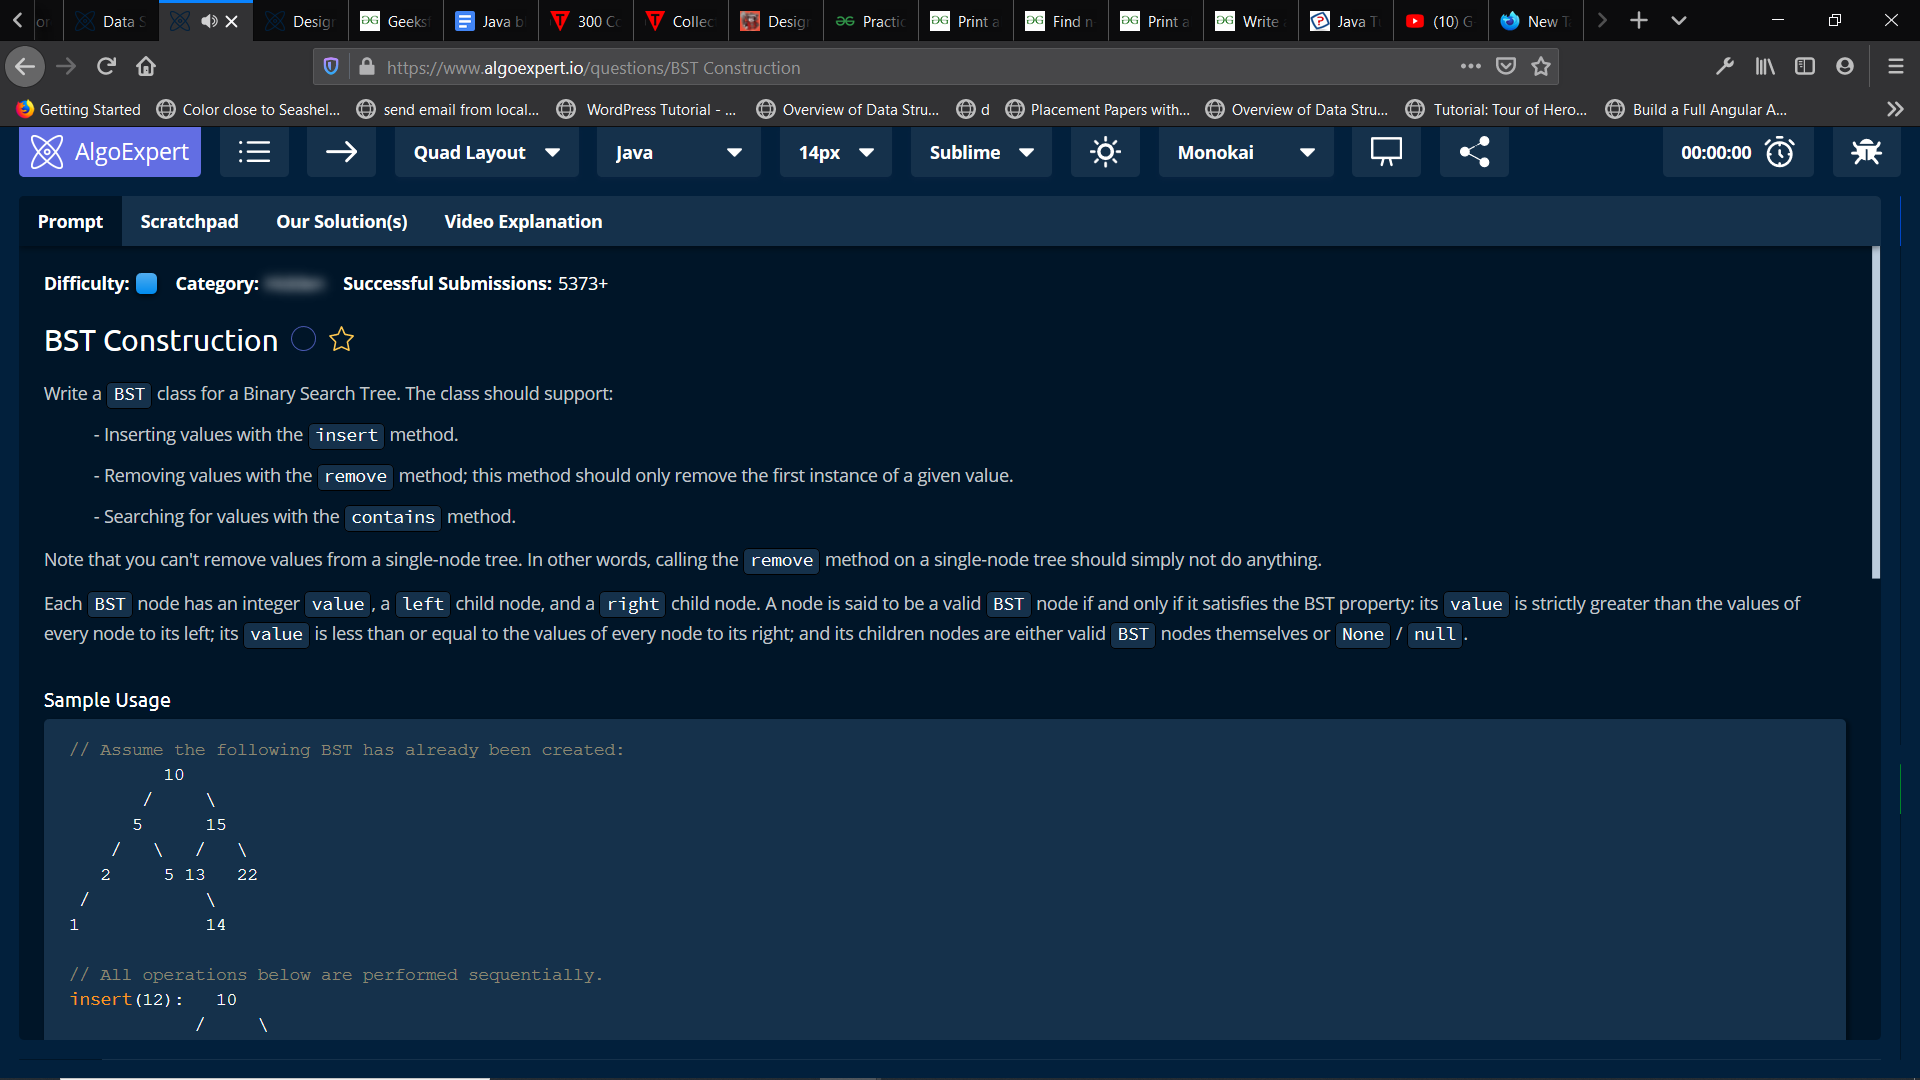 or Data S Design Geeks Java b 300 Co Collec Design Practic Print a Find n Print a Write Java T (10) G New T
https://www.algoexpert.io/questions/BST Construction
Getting Started Color close to Seashel... send email from local... WordPress Tutorial - ... Overview of Data Stru... d Placement Papers with... Overview of Data Stru... Tutorial: Tour of Hero... Build a Full Angular A...
AlgoExpert Quad Layout Java 14px Sublime Monokai 00:00:00
Prompt Scratchpad Our Solution(s) Video Explanation
Difficulty: Category: Successful Submissions: 5373+
BST Construction
Write a BST class for a Binary Search Tree. The class should support:
- Inserting values with the insert method.
- Removing values with the remove method; this method should only remove the first instance of a given value.
- Searching for values with the contains method.
Note that you can't remove values from a single-node tree. In other words, calling the remove method on a single-node tree should simply not do anything.
Each BST node has an integer value , a left child node, and a right child node. A node is said to be a valid BST node if and only if it satisfies the BST property: its value is strictly greater than the values of
every node to its left; its value is less than or equal to the values of every node to its right; and its children nodes are either valid BST nodes themselves or None / null .
Sample Usage
// Assume the following BST has already been created:
10
/ \
5 15
/ \ / \
2 5 13 22
/ \
1 14
// All operations below are performed sequentially.
insert(12): 10
/ \